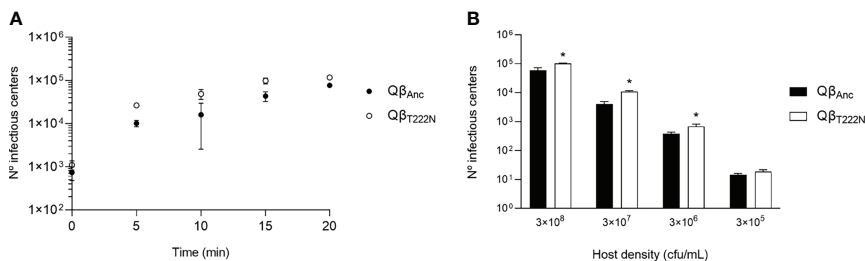 A
1×10⁶
1×10⁵
1×10⁴
1×10³
1×10²
Nº infectious centers
0
5
10
15
20
Time (min)
QβAnc
QβT222N
B
10⁶
10⁵
10⁴
10³
10²
10¹
10⁰
Nº infectious centers
*
*
*
3×10⁸
3×10⁷
3×10⁶
3×10⁵
Host density (cfu/mL)
QβAnc
QβT222N